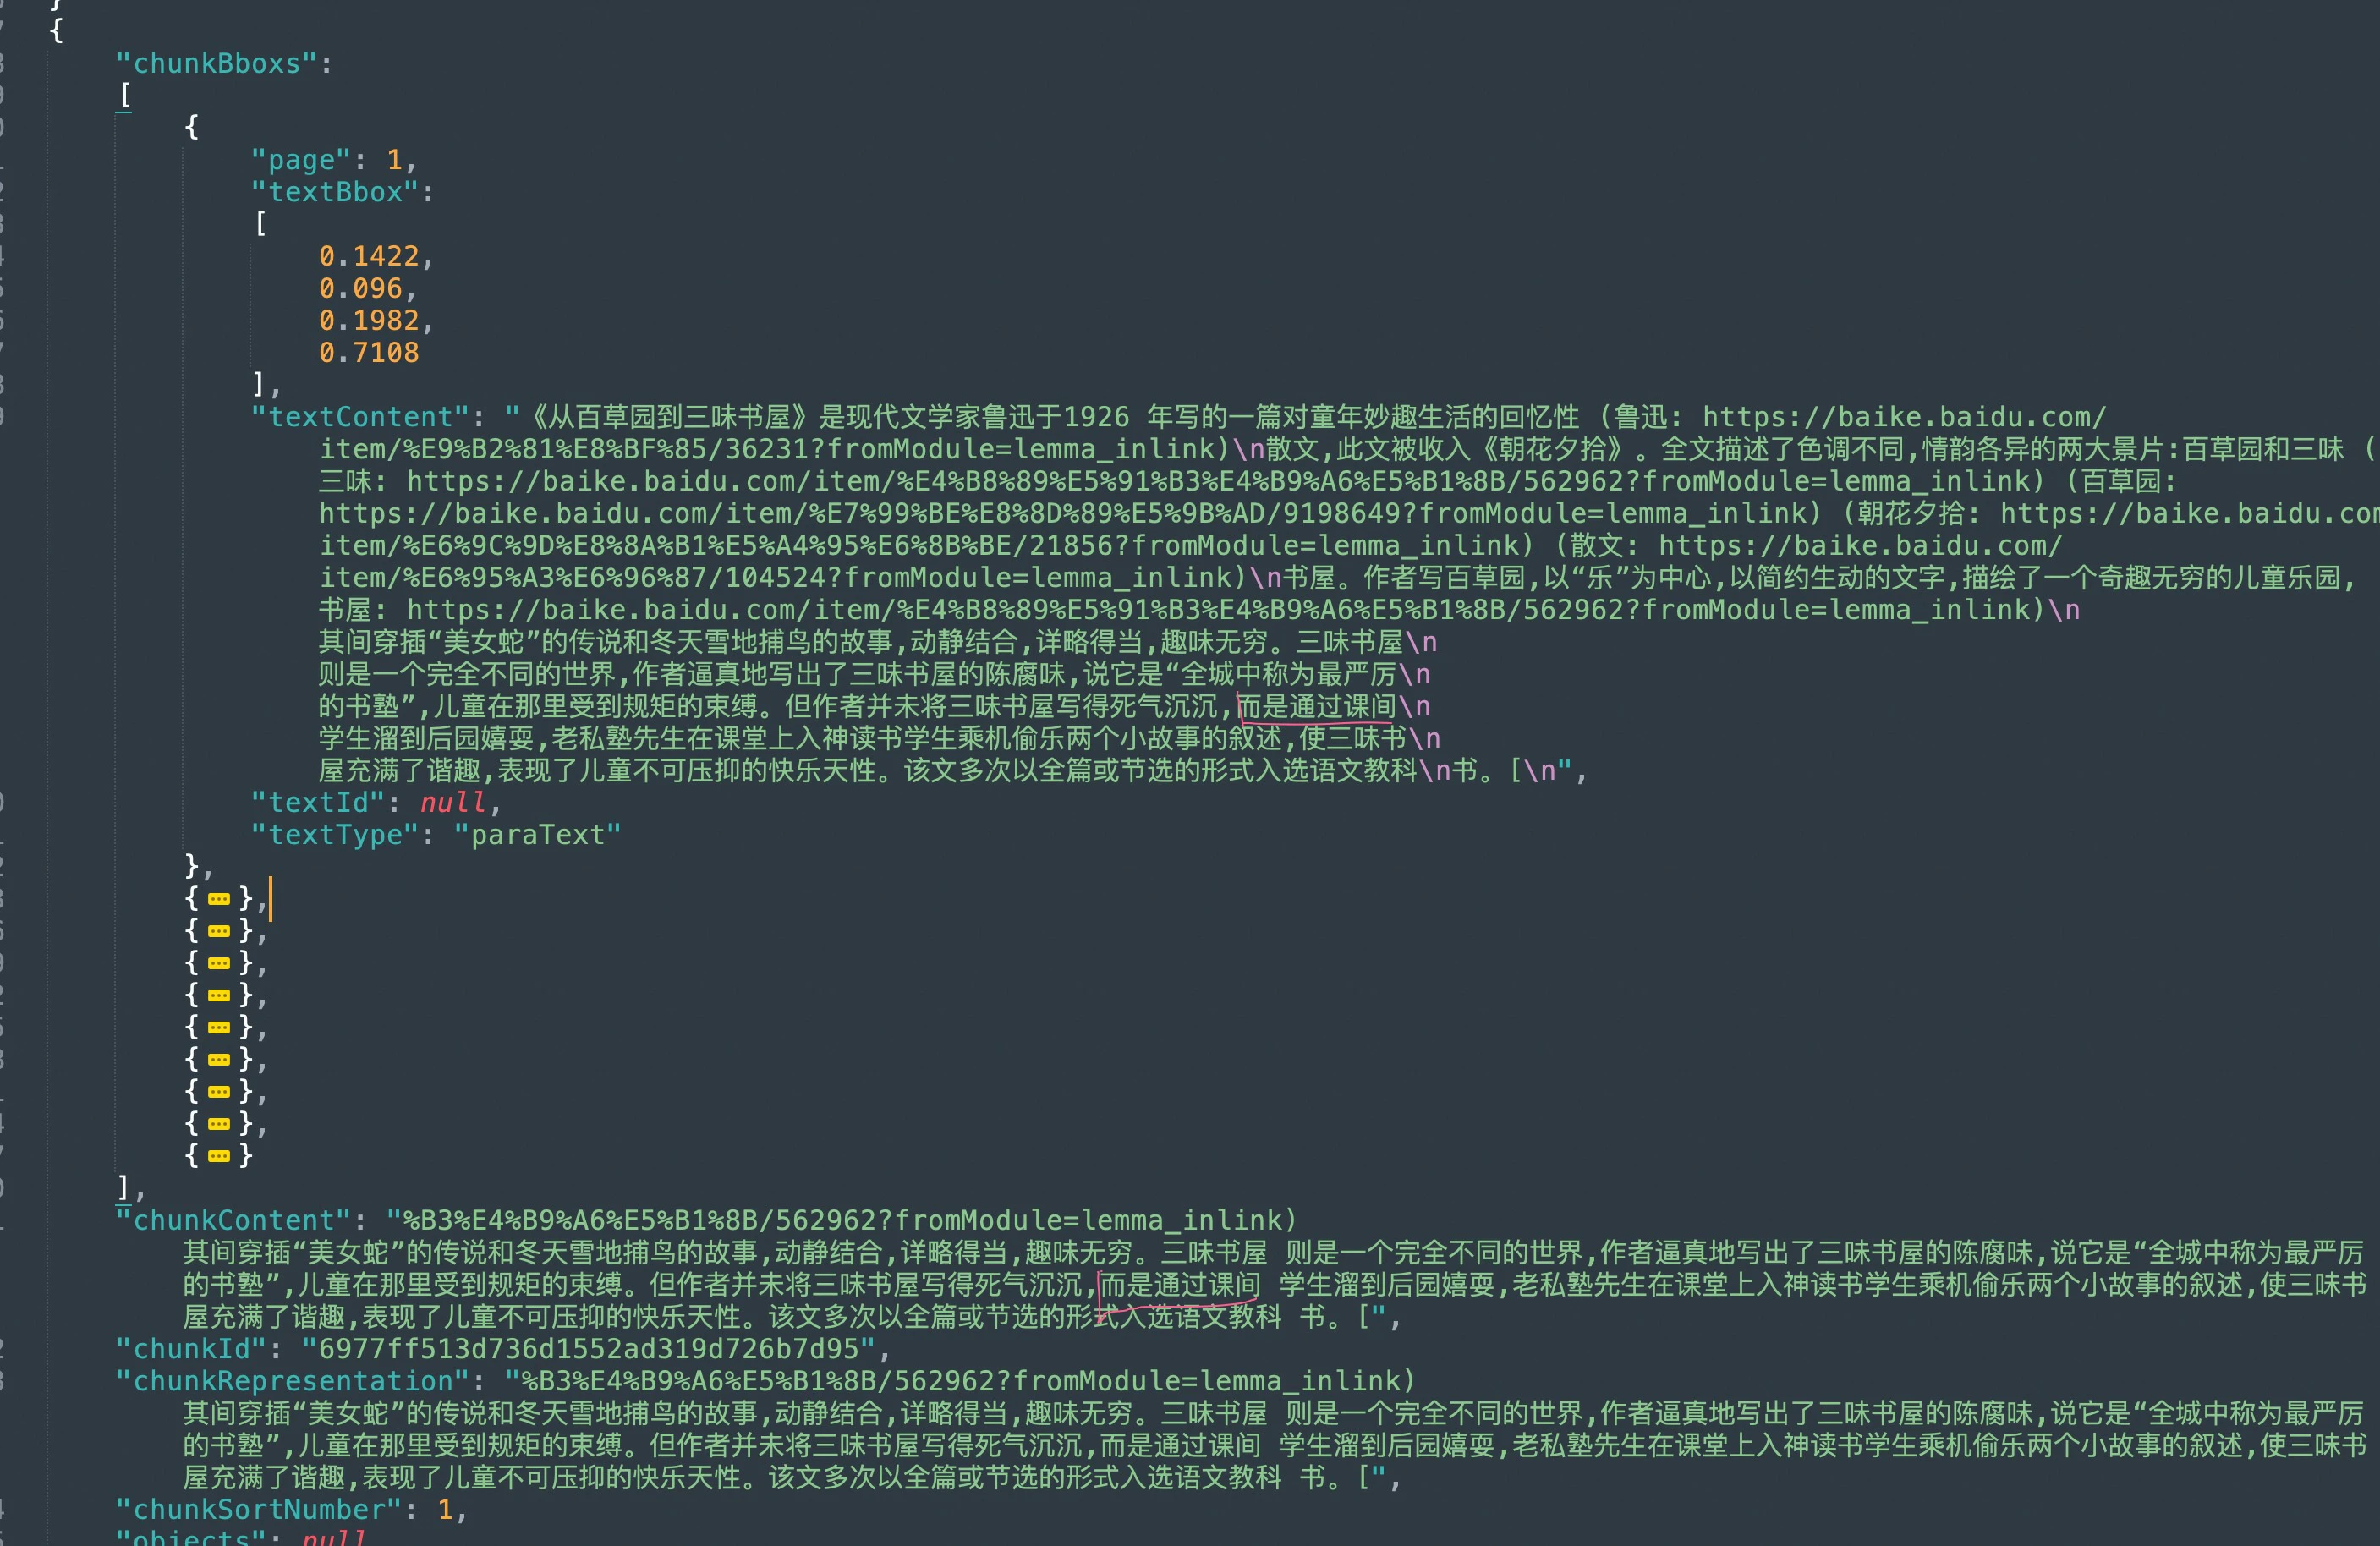 }
{
"chunkBboxs":
[
{
"page": 1,
"textBbox":
[
0.1422,
0.096,
0.1982,
0.7108
],
"textContent": "《从百草园到三味书屋》是现代文学家鲁迅于1926 年写的一篇对童年妙趣生活的回忆性 (鲁迅: https://baike.baidu.com/
item/%E9%B2%81%E8%BF%85/36231?fromModule=lemma_inlink)\n散文,此文被收入《朝花夕拾》。全文描述了色调不同,情韵各异的两大景片:百草园和三味 (
三味: https://baike.baidu.com/item/%E4%B8%89%E5%91%B3%E4%B9%A6%E5%B1%8B/562962?fromModule=lemma_inlink) (百草园:
https://baike.baidu.com/item/%E7%99%BE%E8%8D%89%E5%9B%AD/9198649?fromModule=lemma_inlink) (朝花夕拾: https://baike.baidu.com
item/%E6%9C%9D%E8%8A%B1%E5%A4%95%E6%8B%BE/21856?fromModule=lemma_inlink) (散文: https://baike.baidu.com/
item/%E6%95%A3%E6%96%87/104524?fromModule=lemma_inlink)\n书屋。作者写百草园,以“乐”为中心,以简约生动的文字,描绘了一个奇趣无穷的儿童乐园,
书屋: https://baike.baidu.com/item/%E4%B8%89%E5%91%B3%E4%B9%A6%E5%B1%8B/562962?fromModule=lemma_inlink)\n
其间穿插“美女蛇”的传说和冬天雪地捕鸟的故事,动静结合,详略得当,趣味无穷。三味书屋\n
则是一个完全不同的世界,作者逼真地写出了三味书屋的陈腐味,说它是“全城中称为最严厉\n
的书塾”,儿童在那里受到规矩的束缚。但作者并未将三味书屋写得死气沉沉,而是通过课间\n
学生溜到后园嬉耍,老私塾先生在课堂上入神读书学生乘机偷乐两个小故事的叙述,使三味书\n
屋充满了谐趣,表现了儿童不可压抑的快乐天性。该文多次以全篇或节选的形式入选语文教科\n书。[\n",
"textId": null,
"textType": "paraText"
},
{…},
{…},
{…},
{…},
{…},
{…},
{…},
{…},
{…}
],
"chunkContent": "%B3%E4%B9%A6%E5%B1%8B/562962?fromModule=lemma_inlink)
其间穿插“美女蛇”的传说和冬天雪地捕鸟的故事,动静结合,详略得当,趣味无穷。三味书屋 则是一个完全不同的世界,作者逼真地写出了三味书屋的陈腐味,说它是“全城中称为最严厉
的书塾”,儿童在那里受到规矩的束缚。但作者并未将三味书屋写得死气沉沉,而是通过课间 学生溜到后园嬉耍,老私塾先生在课堂上入神读书学生乘机偷乐两个小故事的叙述,使三味书
屋充满了谐趣,表现了儿童不可压抑的快乐天性。该文多次以全篇或节选的形式入选语文教科 书。[",
"chunkId": "6977ff513d736d1552ad319d726b7d95",
"chunkRepresentation": "%B3%E4%B9%A6%E5%B1%8B/562962?fromModule=lemma_inlink)
其间穿插“美女蛇”的传说和冬天雪地捕鸟的故事,动静结合,详略得当,趣味无穷。三味书屋 则是一个完全不同的世界,作者逼真地写出了三味书屋的陈腐味,说它是“全城中称为最严厉
的书塾”,儿童在那里受到规矩的束缚。但作者并未将三味书屋写得死气沉沉,而是通过课间 学生溜到后园嬉耍,老私塾先生在课堂上入神读书学生乘机偷乐两个小故事的叙述,使三味书
屋充满了谐趣,表现了儿童不可压抑的快乐天性。该文多次以全篇或节选的形式入选语文教科 书。[",
"chunkSortNumber": 1,
"objects": null